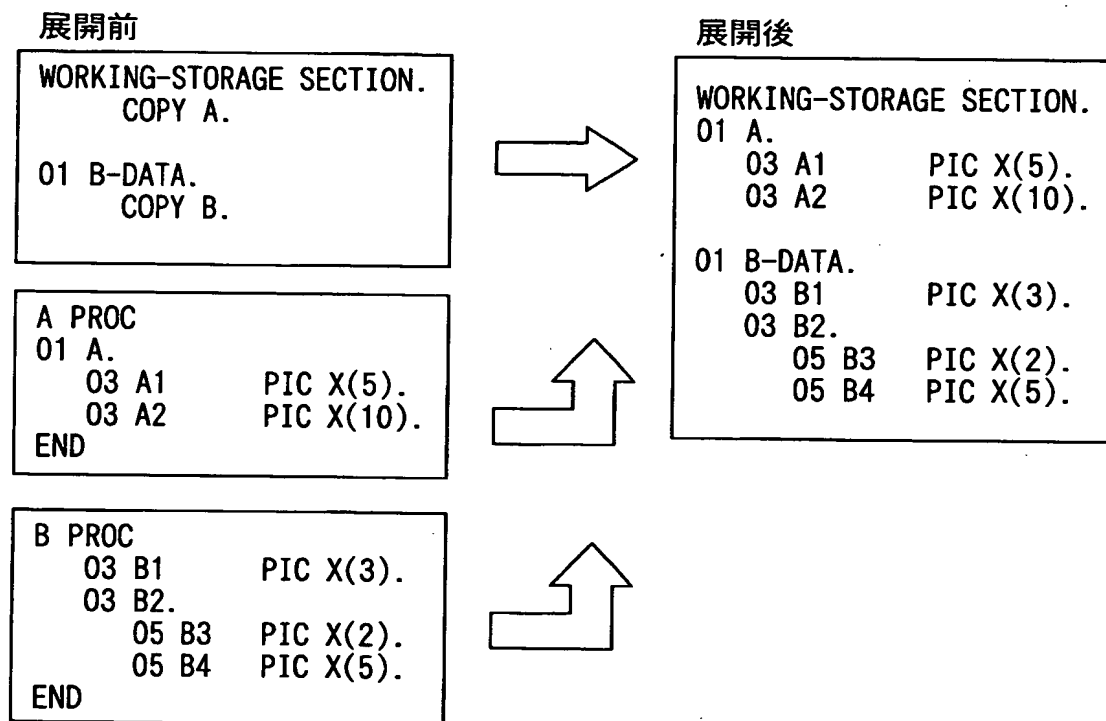 展開前
WORKING-STORAGE SECTION.
COPY A.
01 B-DATA.
COPY B.
A PROC
01 A.
03 A1 PIC X(5).
03 A2 PIC X(10).
END
B PROC
03 B1 PIC X(3).
03 B2.
05 B3 PIC X(2).
05 B4 PIC X(5).
END
展開後
WORKING-STORAGE SECTION.
01 A.
03 A1 PIC X(5).
03 A2 PIC X(10).
01 B-DATA.
03 B1 PIC X(3).
03 B2.
05 B3 PIC X(2).
05 B4 PIC X(5).